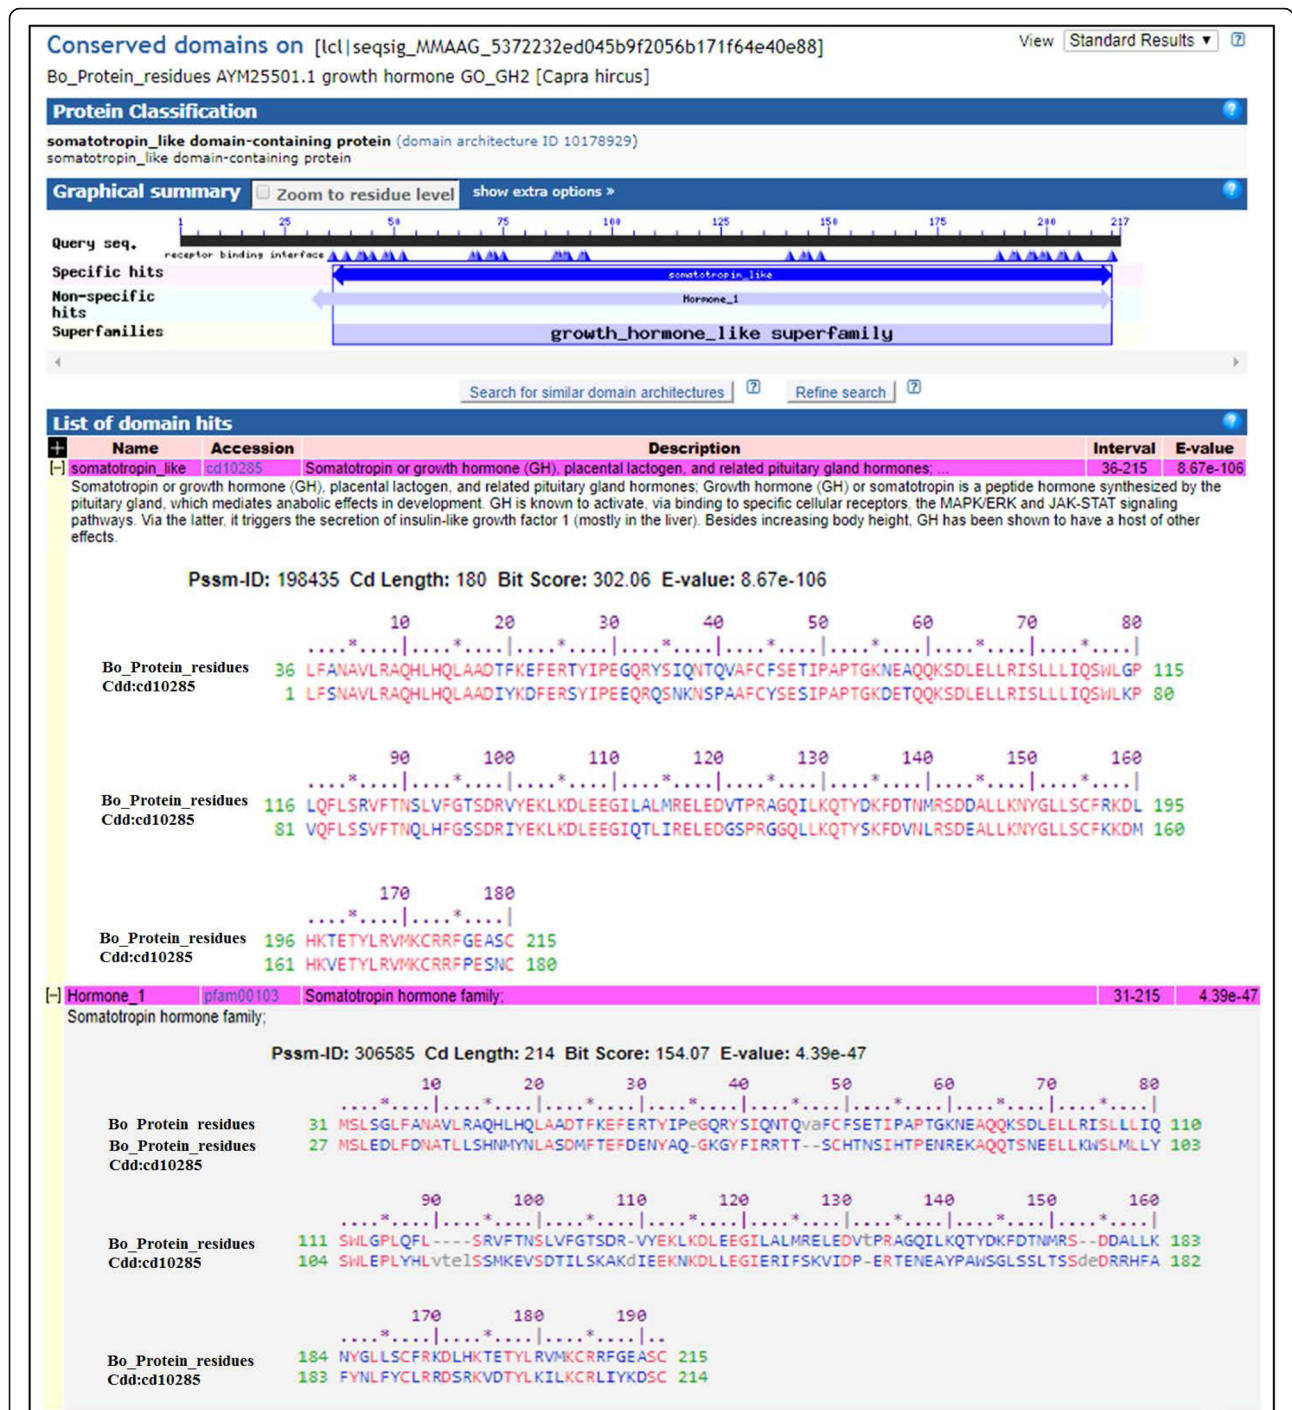 Conserved domains on [lcl|seqsig_MMAAG_5372232ed045b9f2056b171f64e40e88]
View Standard Results ▼ ?
Bo_Protein_residues AYM25501.1 growth hormone GO_GH2 [Capra hircus]
Protein Classification ?
somatotropin_like domain-containing protein (domain architecture ID 10178929)
somatotropin_like domain-containing protein
Graphical summary Zoom to residue level show extra options » ?
1 25 50 75 100 125 150 175 200 217
Query seq.
receptor binding interface
Specific hits somatotropin_like
Non-specific hits Hormone_1
Superfamilies growth_hormone_like superfamily
Search for similar domain architectures ? Refine search ?
List of domain hits ?
+ Name Accession Description Interval E-value
[-] somatotropin_like cd10285 Somatotropin or growth hormone (GH), placental lactogen, and related pituitary gland hormones; ... 36-215 8.67e-106
Somatotropin or growth hormone (GH), placental lactogen, and related pituitary gland hormones; Growth hormone (GH) or somatotropin is a peptide hormone synthesized by the
pituitary gland, which mediates anabolic effects in development. GH is known to activate, via binding to specific cellular receptors, the MAPK/ERK and JAK-STAT signaling
pathways. Via the latter, it triggers the secretion of insulin-like growth factor 1 (mostly in the liver). Besides increasing body height, GH has been shown to have a host of other
effects.
Pssm-ID: 198435 Cd Length: 180 Bit Score: 302.06 E-value: 8.67e-106
10 20 30 40 50 60 70 80
....*....|....*....|....*....|....*....|....*....|....*....|....*....|....*....|
Bo_Protein_residues 36 LFANAVLRAQHLHQLAADTFKEFERTYIPEGQRYSIQNTQVAFCFSETIPAPTGKNEAQQKSDLELLRISLLLIQSWLGP 115
Cdd:cd10285 1 LFSNAVLRAQHLHQLAADIYKDFERSYIPEEQRQSNKNSPAAFCYSESIPAPTGKDETQQKSDLELLRISLLLIQSWLKP 80
90 100 110 120 130 140 150 160
....*....|....*....|....*....|....*....|....*....|....*....|....*....|....*....|
Bo_Protein_residues 116 LQFLSRVFTNSLVFGTSDRVYEKLKDLEEGILALMRELEDVTPRAGQILKQTYDKFDTNMRSDDALLKNYGLLSCFRKDL 195
Cdd:cd10285 81 VQFLSSVFTNQLHFGSSDRIYEKLKDLEEGIQTLIRELEDGSPRGGQLLKQTYSKFDVNLRSDEALLKNYGLLSCFKKDM 160
170 180
....*....|....*....|
Bo_Protein_residues 196 HKTETYLRVMKCRRFGEASC 215
Cdd:cd10285 161 HKVETYLRVMKCRRFPESNC 180
[-] Hormone_1 pfam00103 Somatotropin hormone family; 31-215 4.39e-47
Somatotropin hormone family;
Pssm-ID: 306585 Cd Length: 214 Bit Score: 154.07 E-value: 4.39e-47
10 20 30 40 50 60 70 80
....*....|....*....|....*....|....*....|....*....|....*....|....*....|....*....|
Bo_Protein_residues 31 MSLSGLFANAVLRAQHLHQLAADTFKEFERTYIPeGQRYSIQNTQvaFCFSETIPAPTGKNEAQQKSDLELLRISLLLIQ 110
Bo_Protein_residues 27 MSLEDLFDNATLLSHNMYNLASDMFTEFDENYAQ-GKGYFIRRTT--SCHTNSIHTPENREKAQQTSNEELLKWSLMLLY 103
Cdd:cd10285
90 100 110 120 130 140 150 160
....*....|....*....|....*....|....*....|....*....|....*....|....*....|....*....|
Bo_Protein_residues 111 SWLGPLQFL----SRVFTNSLVFGTSDR-VYEKLKDLEEGILALMRELEDVtPRAGQILKQTYDKFDTNMRS--DDALLK 183
Cdd:cd10285 104 SWLEPLYHLvtelSSMKEVSDTILSKAKdIEEKNKDLLEGIERIFSKVIDP-ERTENEAYPAWSGLSSLTSSdeDRRHFA 182
170 180 190
....*....|....*....|....*....|..
Bo_Protein_residues 184 NYGLLSCFRKDLHKTETYLRVMKCRRFGEASC 215
Cdd:cd10285 183 FYNLFYCLRRDSRKVDTYLKILKCRLIYKDSC 214